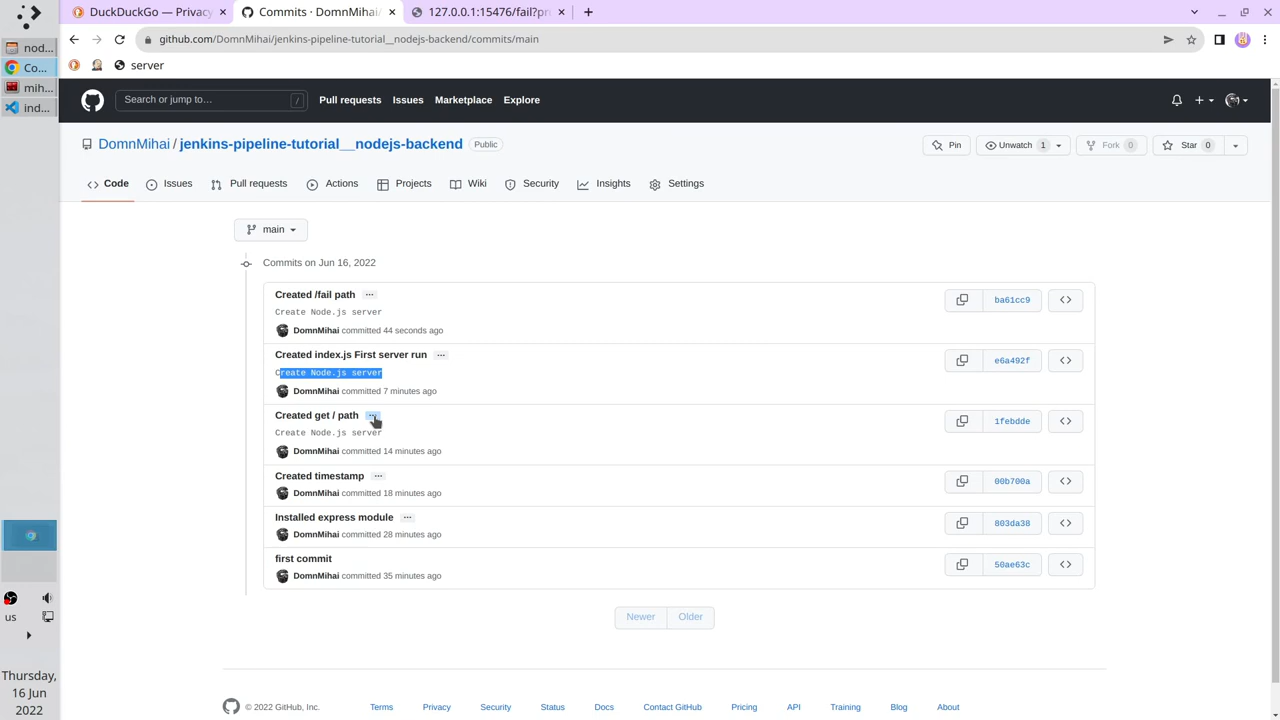 DuckDuckGo — Privacy
Commits · DomnMihai/
127.0.0.1:15476/fail?pr
github.com/DomnMihai/jenkins-pipeline-tutorial__nodejs-backend/commits/main
server
nod...
Co...
mih...
ind...
Search or jump to...
/
Pull requests
Issues
Marketplace
Explore
DomnMihai / jenkins-pipeline-tutorial__nodejs-backend
Public
Pin
Unwatch 1
Fork 0
Star 0
Code
Issues
Pull requests
Actions
Projects
Wiki
Security
Insights
Settings
main
Commits on Jun 16, 2022
Created /fail path ...
Create Node.js server
DomnMihai committed 44 seconds ago
ba61cc9
Created index.js First server run ...
Create Node.js server
DomnMihai committed 7 minutes ago
e6a492f
Created get / path ...
Create Node.js server
DomnMihai committed 14 minutes ago
1febdde
Created timestamp ...
DomnMihai committed 18 minutes ago
00b700a
Installed express module ...
DomnMihai committed 28 minutes ago
803da38
first commit
DomnMihai committed 35 minutes ago
50ae63c
Newer
Older
us
Thursday,
16 Jun
2022
© 2022 GitHub, Inc.
Terms
Privacy
Security
Status
Docs
Contact GitHub
Pricing
API
Training
Blog
About